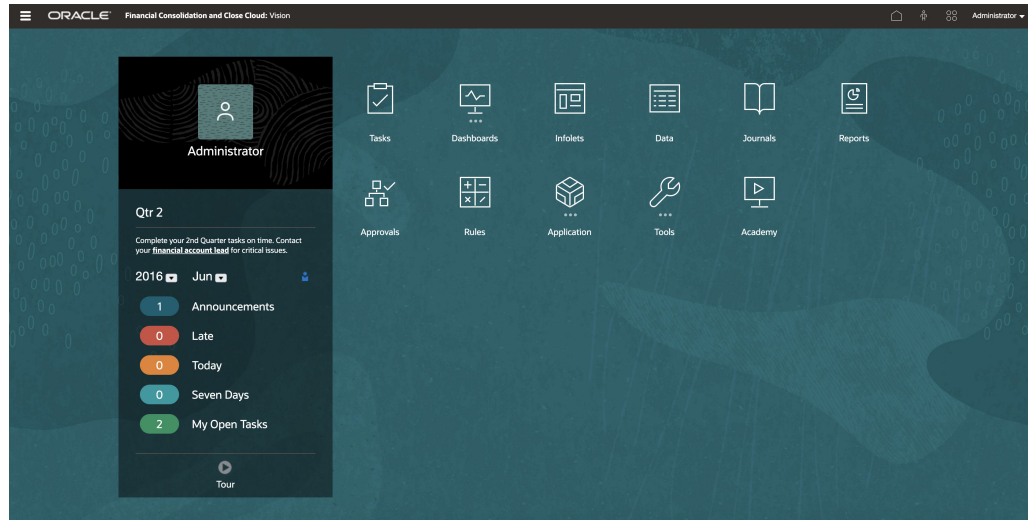 ORACLE Financial Consolidation and Close Cloud: Vision
Administrator
Administrator
Qtr 2
Complete your 2nd Quarter tasks on time. Contact
your financial account lead for critical issues.
2016 Jun
1 Announcements
0 Late
0 Today
0 Seven Days
2 My Open Tasks
Tour
Tasks Dashboards Infolets Data Journals Reports
Approvals Rules Application Tools Academy